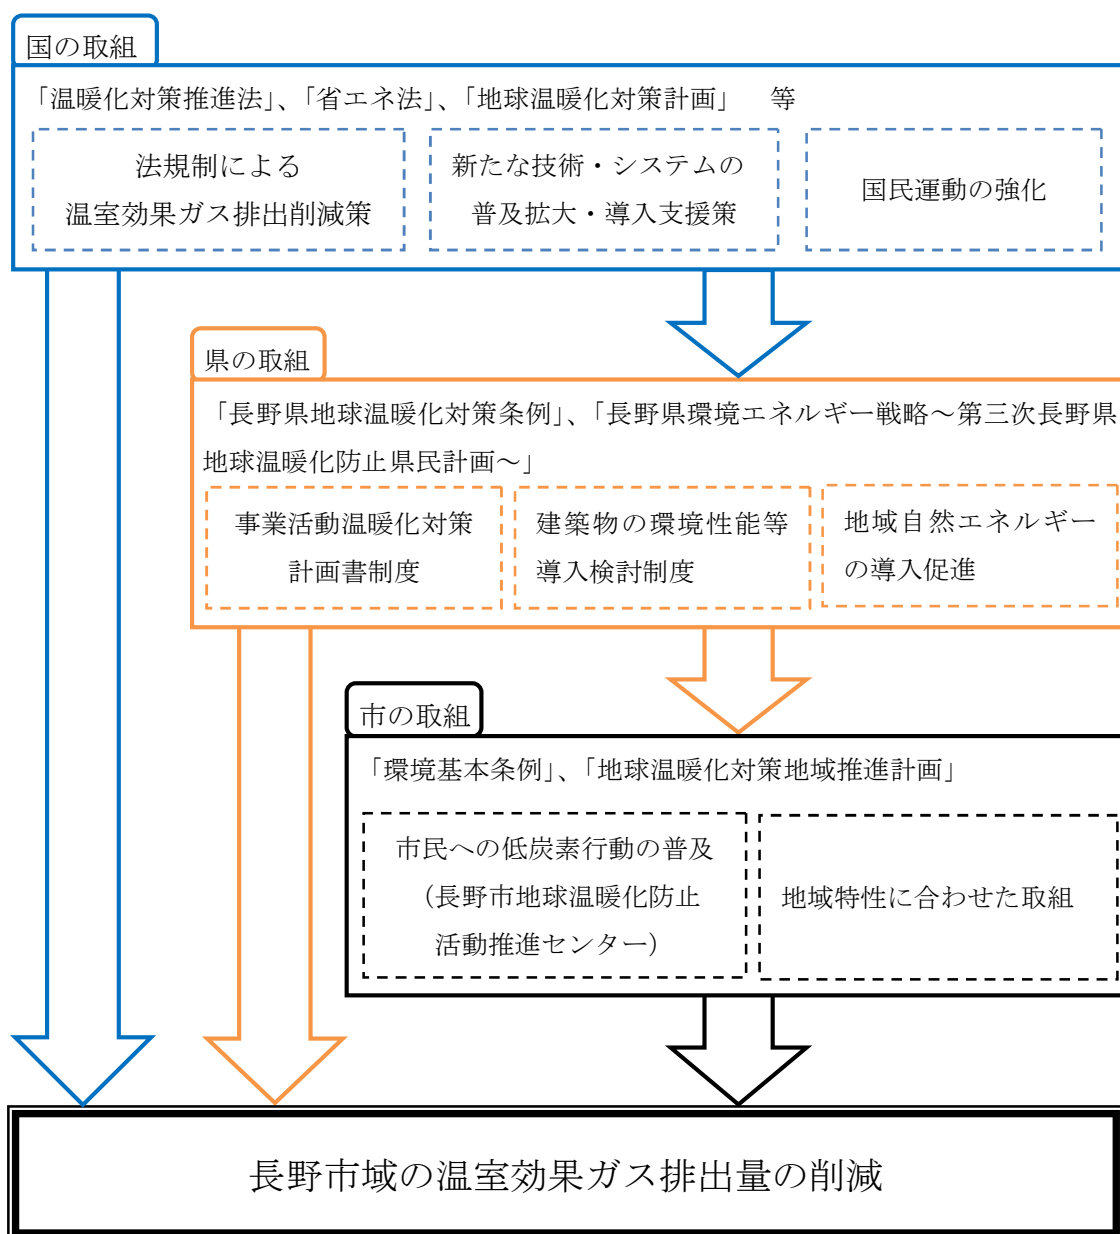 国の取組
「温暖化対策推進法」、「省エネ法」、「地球温暖化対策計画」　等
法規制による
温室効果ガス排出削減策
新たな技術・システムの
普及拡大・導入支援策
国民運動の強化
県の取組
「長野県地球温暖化対策条例」、「長野県環境エネルギー戦略～第三次長野県
地球温暖化防止県民計画～」
事業活動温暖化対策
計画書制度
建築物の環境性能等
導入検討制度
地域自然エネルギー
の導入促進
市の取組
「環境基本条例」、「地球温暖化対策地域推進計画」
市民への低炭素行動の普及
（長野市地球温暖化防止
活動推進センター）
地域特性に合わせた取組
長野市域の温室効果ガス排出量の削減